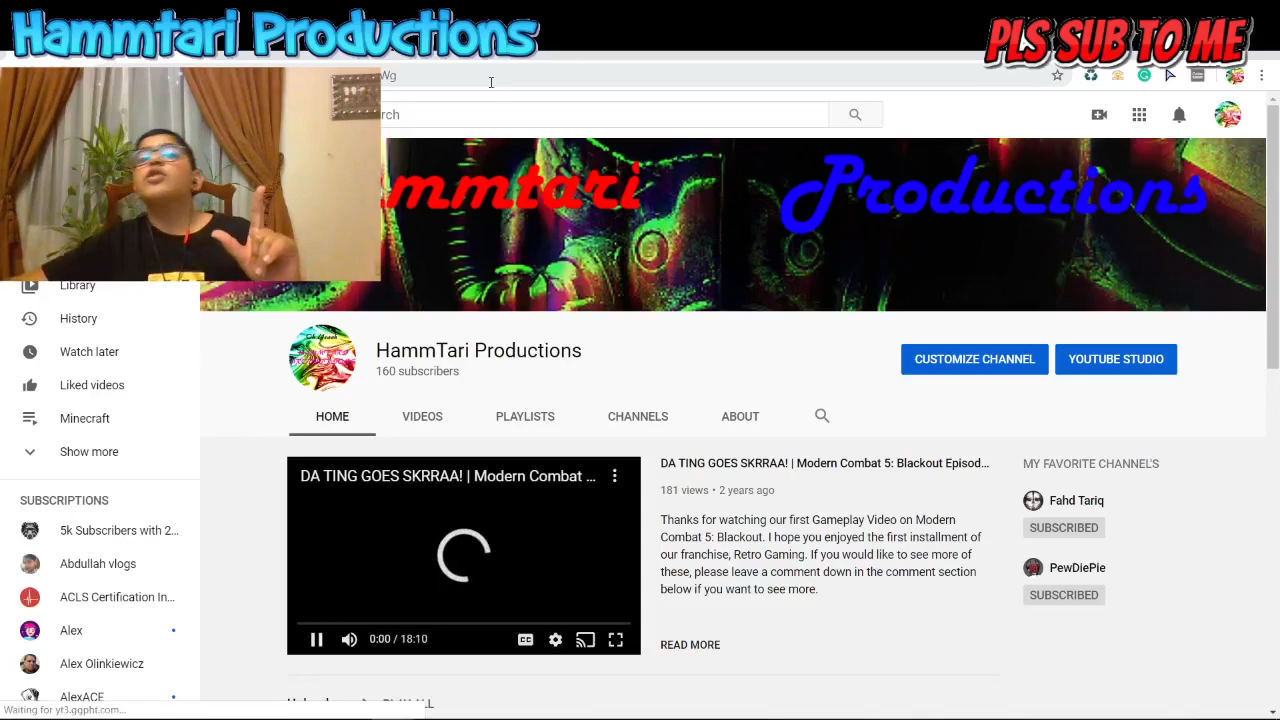 Hammtari Productions
PLS SUB TO ME
Wg
rch
mmtari Productions
Library
History
Watch later
Liked videos
Minecraft
Show more
SUBSCRIPTIONS
5k Subscribers with 2...
Abdullah vlogs
ACLS Certification In...
Alex
Alex Olinkiewicz
AlexACE
HammTari Productions
160 subscribers
CUSTOMIZE CHANNEL
YOUTUBE STUDIO
HOME
VIDEOS
PLAYLISTS
CHANNELS
ABOUT
DA TING GOES SKRRAA! | Modern Combat ...
0:00 / 18:10
CC
DA TING GOES SKRRAA! | Modern Combat 5: Blackout Episod...
181 views • 2 years ago
Thanks for watching our first Gameplay Video on Modern
Combat 5: Blackout. I hope you enjoyed the first installment of
our franchise, Retro Gaming. If you would like to see more of
these, please leave a comment down in the comment section
below if you want to see more.
READ MORE
MY FAVORITE CHANNEL'S
Fahd Tariq
SUBSCRIBED
PewDiePie
SUBSCRIBED
Waiting for yt3.ggpht.com...